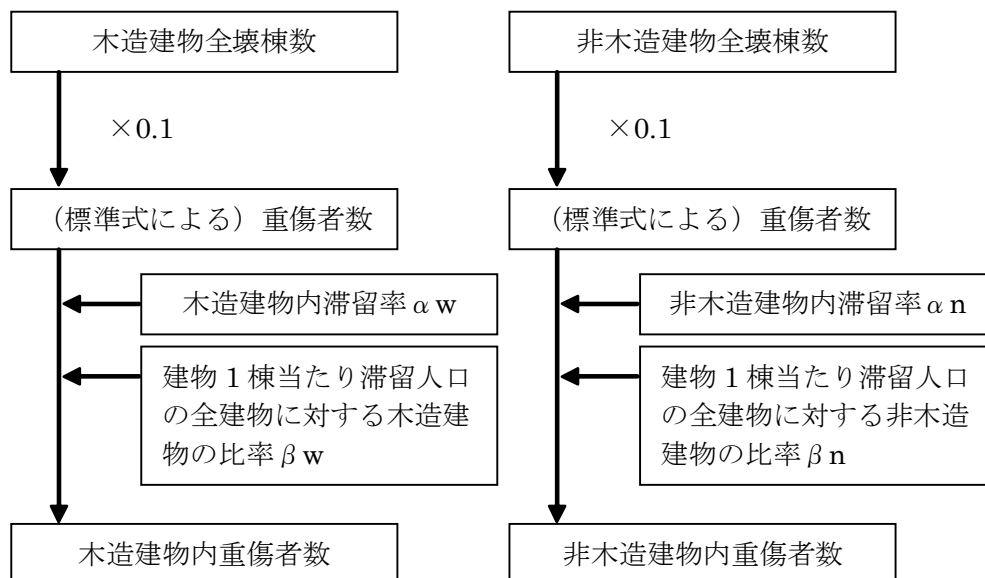 木造建物全壊棟数
×0.1
（標準式による）重傷者数
木造建物内滞留率αw
建物1棟当たり滞留人口
の全建物に対する木造建
物の比率βw
木造建物内重傷者数
非木造建物全壊棟数
×0.1
（標準式による）重傷者数
非木造建物内滞留率αn
建物1棟当たり滞留人口
の全建物に対する非木造
建物の比率βn
非木造建物内重傷者数